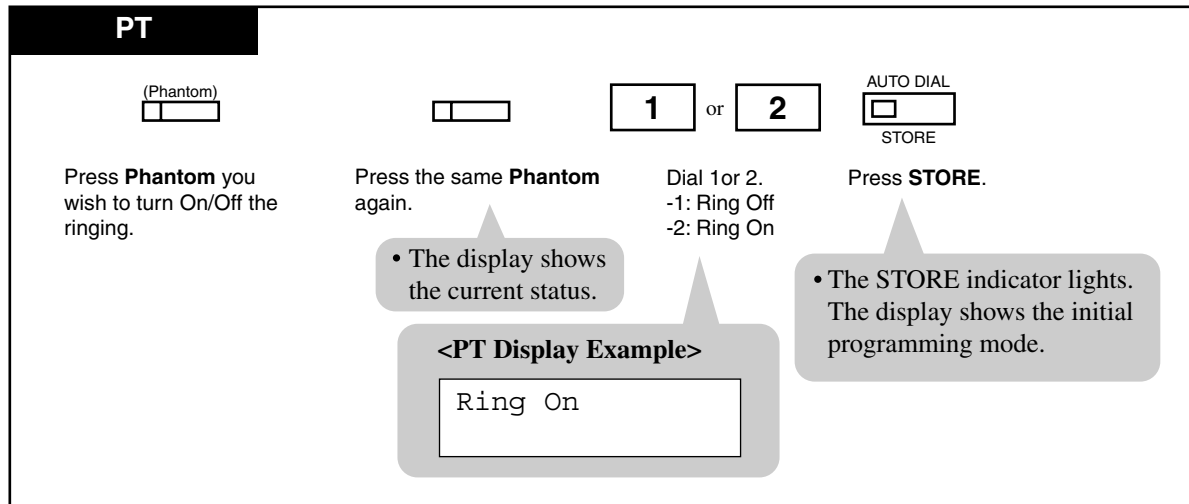 PT
(Phantom)
1 or 2
AUTO DIAL
STORE
Press Phantom you
wish to turn On/Off the
ringing.
Press the same Phantom
again.
• The display shows
the current status.
Dial 1or 2.
-1: Ring Off
-2: Ring On
<PT Display Example>
Ring On
Press STORE.
• The STORE indicator lights.
The display shows the initial
programming mode.